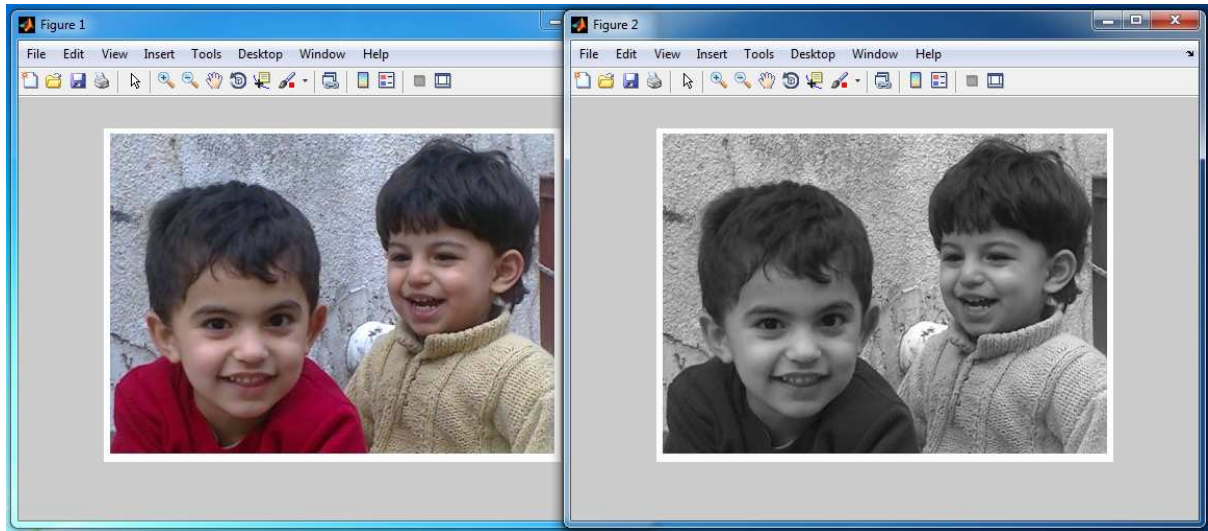 Figure 1
File Edit View Insert Tools Desktop Window Help
Figure 2
File Edit View Insert Tools Desktop Window Help